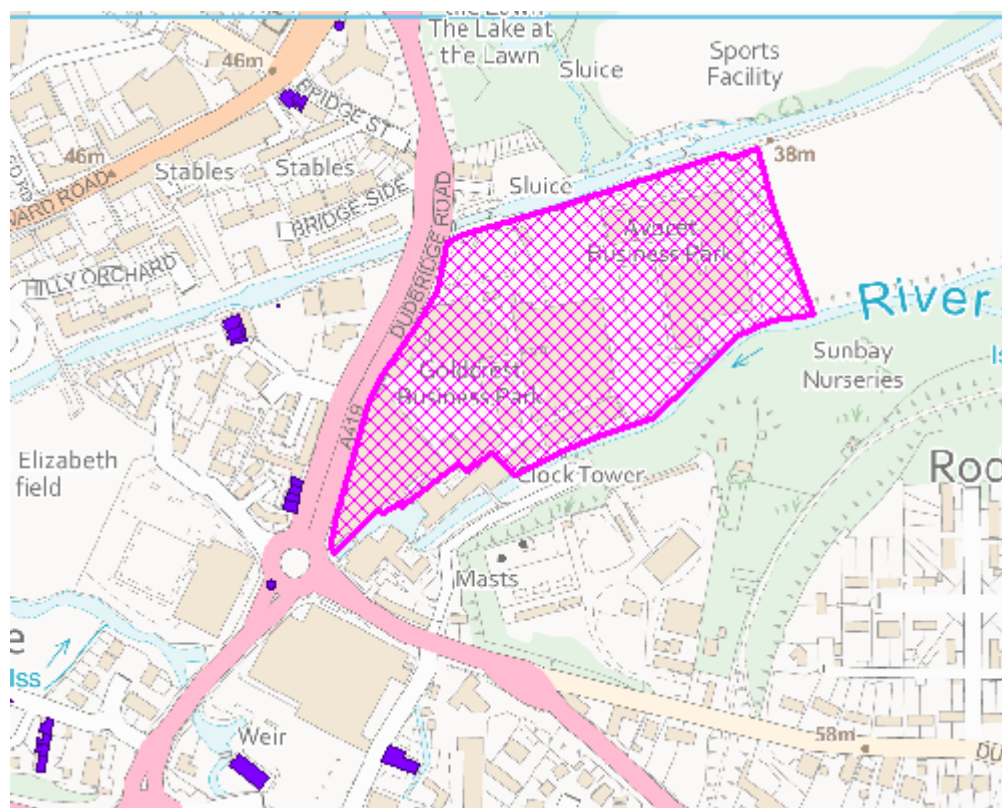 The Lake at
the Lawn
Sluice
Sports
Facility
46m
BRIDGE ST
46m
Stables
Stables
38m
Sluice
BRIDGE SIDE
DUDBRIDGE ROAD
Avocet
Business Park
HILLY ORCHARD
River
Sunbay
Nurseries
Goldcrest
Business Park
A419
Elizabeth
field
Clock Tower
Masts
Weir
58m